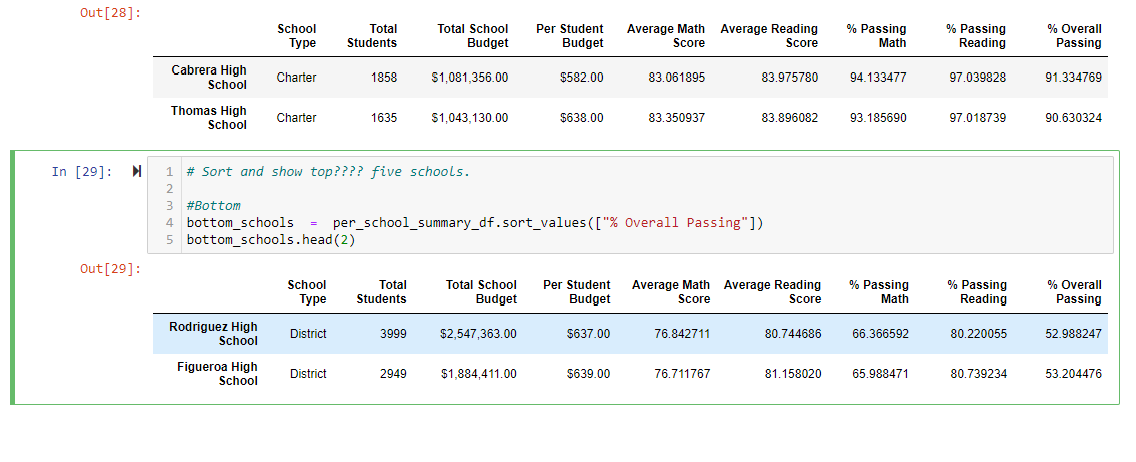 Out[28]:
School Type Total Students Total School Budget Per Student Budget Average Math Score Average Reading Score % Passing Math % Passing Reading % Overall Passing
Cabrera High School Charter 1858 $1,081,356.00 $582.00 83.061895 83.975780 94.133477 97.039828 91.334769
Thomas High School Charter 1635 $1,043,130.00 $638.00 83.350937 83.896082 93.185690 97.018739 90.630324
In [29]:
1 # Sort and show top???? five schools.
2
3 #Bottom
4 bottom_schools  =  per_school_summary_df.sort_values(["% Overall Passing"])
5 bottom_schools.head(2)
Out[29]:
School Type Total Students Total School Budget Per Student Budget Average Math Score Average Reading Score % Passing Math % Passing Reading % Overall Passing
Rodriguez High School District 3999 $2,547,363.00 $637.00 76.842711 80.744686 66.366592 80.220055 52.988247
Figueroa High School District 2949 $1,884,411.00 $639.00 76.711767 81.158020 65.988471 80.739234 53.204476